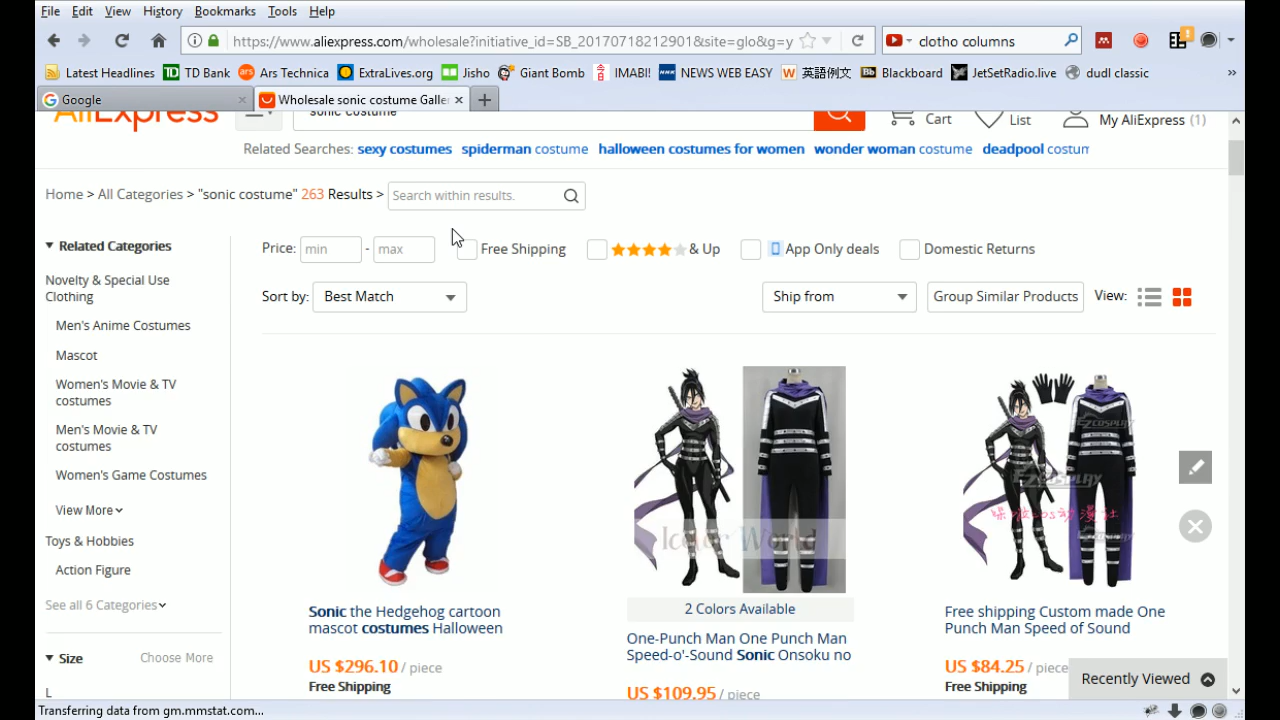 File Edit View History Bookmarks Tools Help
https://www.aliexpress.com/wholesale?initiative_id=SB_20170718212901&site=glo&g=y
clotho columns
Latest Headlines TD Bank Ars Technica ExtraLives.org Jisho Giant Bomb IMABI! NEWS WEB EASY 英語例文 Blackboard JetSetRadio.live dudl classic
Google
Wholesale sonic costume Galler
AliExpress
sonic costume
Cart
List
My AliExpress (1)
Related Searches: sexy costumes spiderman costume halloween costumes for women wonder woman costume deadpool costum
Home > All Categories > "sonic costume" 263 Results >
Search within results.
Related Categories
Novelty & Special Use
Clothing
Men's Anime Costumes
Mascot
Women's Movie & TV
costumes
Men's Movie & TV
costumes
Women's Game Costumes
View More
Toys & Hobbies
Action Figure
See all 6 Categories
Size
Choose More
L
Price: min - max
Free Shipping
& Up
App Only deals
Domestic Returns
Sort by: Best Match
Ship from
Group Similar Products
View:
Sonic the Hedgehog cartoon
mascot costumes Halloween
US $296.10 / piece
Free Shipping
2 Colors Available
One-Punch Man One Punch Man
Speed-o'-Sound Sonic Onsoku no
US $109.95 / piece
EZCOSPLAY
Free shipping Custom made One
Punch Man Speed of Sound
US $84.25 / piece
Free Shipping
Recently Viewed
Transferring data from gm.mmstat.com...